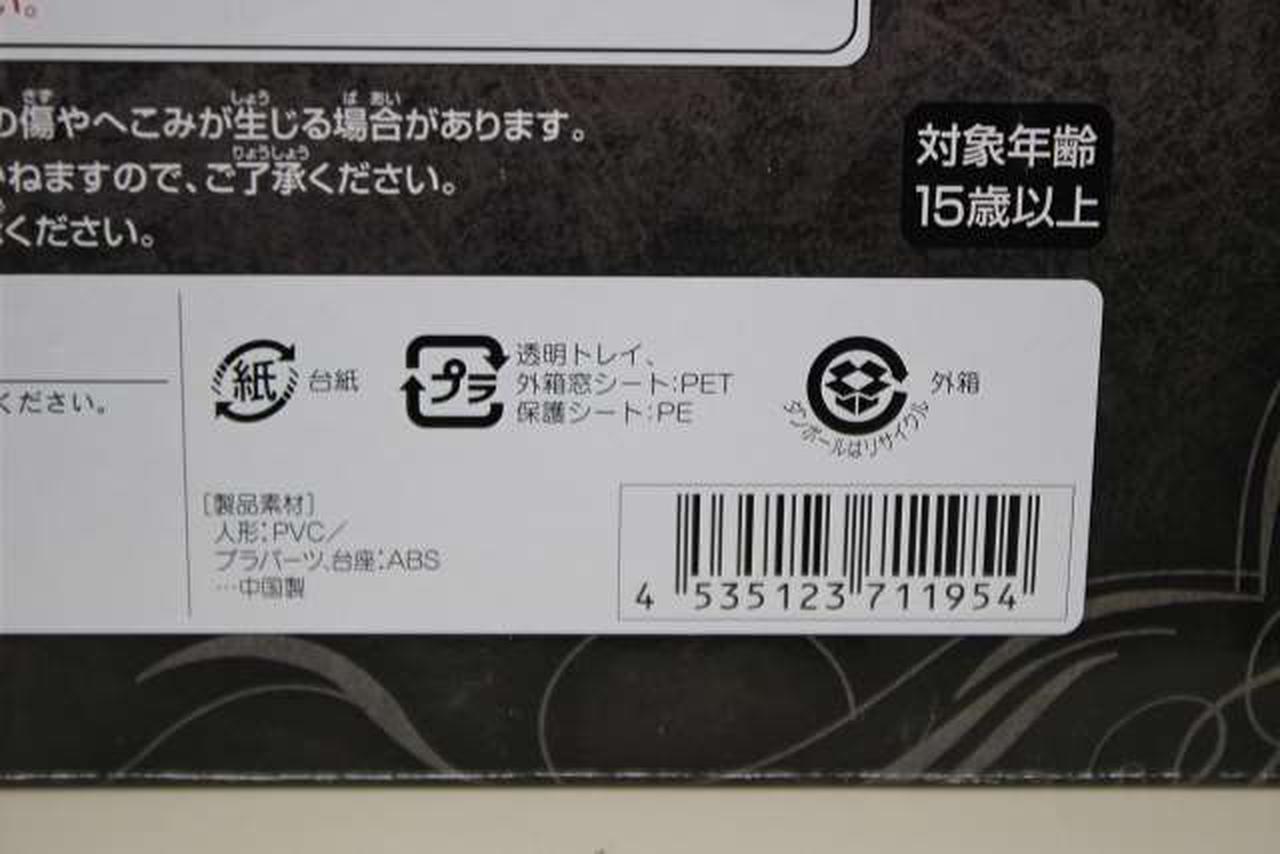 い。
の傷やへこみが生じる場合があります。
かねますので、ご了承ください。
ください。
対象年齢
15歳以上
ください。
紙 台紙
プラ
透明トレイ、
外箱窓シート:PET
保護シート:PE
外箱
ダンボールはリサイクル
[製品素材]
人形:PVC/
プラパーツ、台座:ABS
…中国製
4 535123 711954